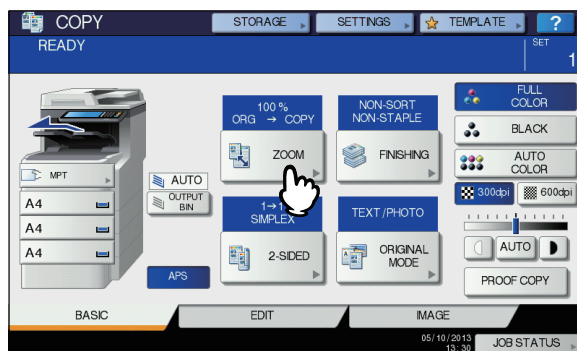 COPY
STORAGE
SETTINGS
TEMPLATE
?
READY
SET
1
100 %
ORG → COPY
NON-SORT
NON-STAPLE
ZOOM
FINISHING
MPT
A4
A4
A4
AUTO
OUTPUT
BIN
APS
1→1
SIMPLEX
TEXT/PHOTO
2-SIDED
ORIGINAL
MODE
FULL
COLOR
BLACK
AUTO
COLOR
300dpi
600dpi
AUTO
PROOF COPY
BASIC
EDIT
IMAGE
05/10/2013
13:30
JOB STATUS